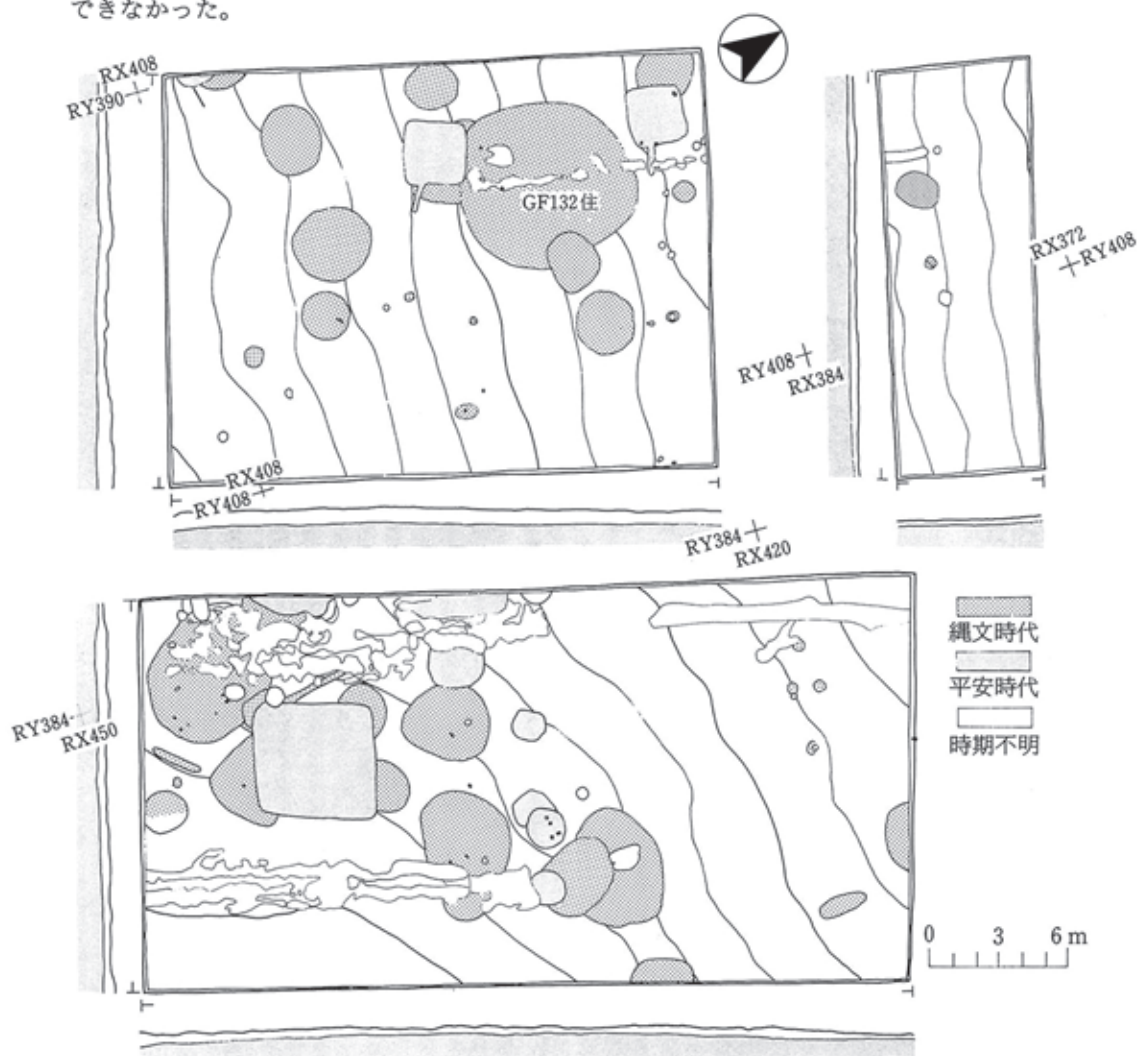 できなかった。
RX408
RY390
GF132住
RX372
RY408
RY408
RX384
RX408
RY408
RY384
RX420
縄文時代
平安時代
時期不明
RY384
RX450
0 3 6 m